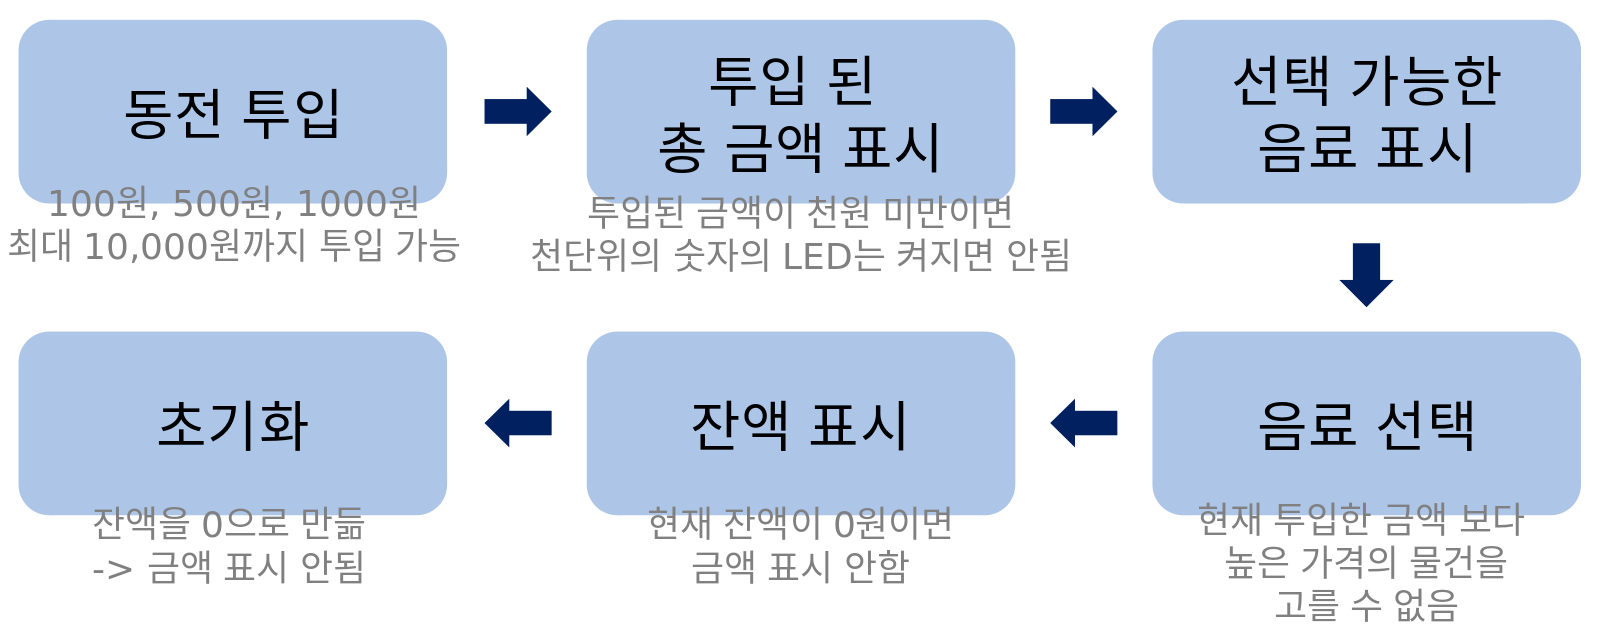 동전 투입
100원, 500원, 1000원
최대 10,000원까지 투입 가능
투입 된
총 금액 표시
투입된 금액이 천원 미만이면
천단위의 숫자의 LED는 켜지면 안됨
선택 가능한
음료 표시
음료 선택
현재 투입한 금액 보다
높은 가격의 물건을
고를 수 없음
잔액 표시
현재 잔액이 0원이면
금액 표시 안함
초기화
잔액을 0으로 만듦
-> 금액 표시 안됨